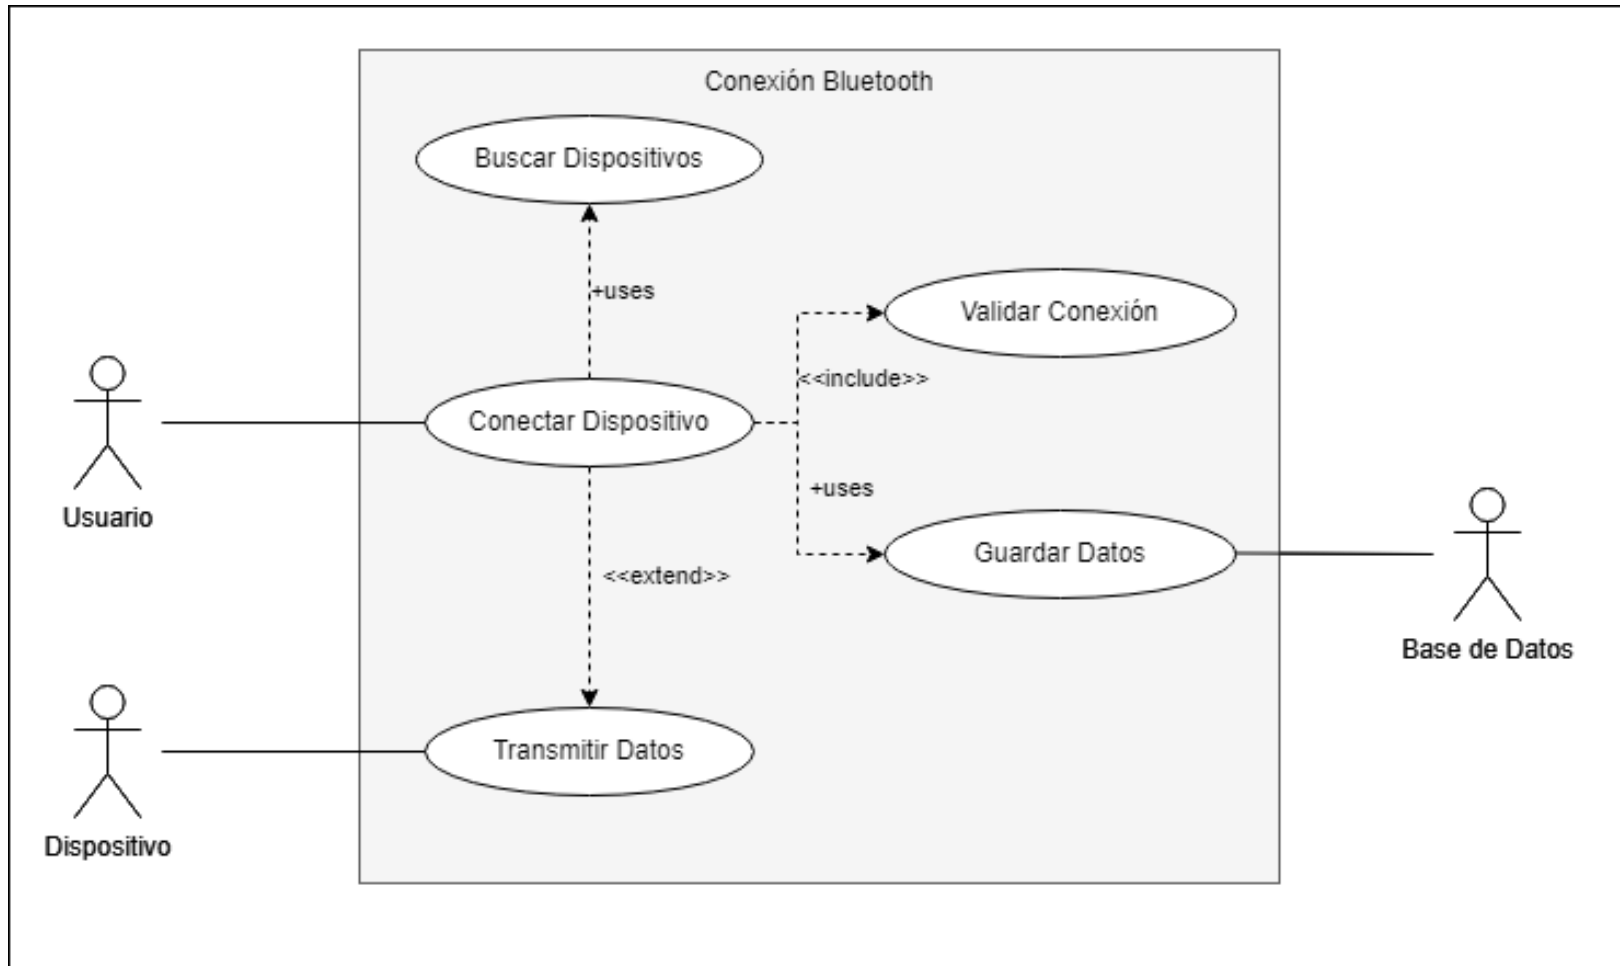 Conexión Bluetooth
Buscar Dispositivos
+uses
Validar Conexión
<<include>>
Conectar Dispositivo
+uses
Usuario
Guardar Datos
<<extend>>
Base de Datos
Transmitir Datos
Dispositivo